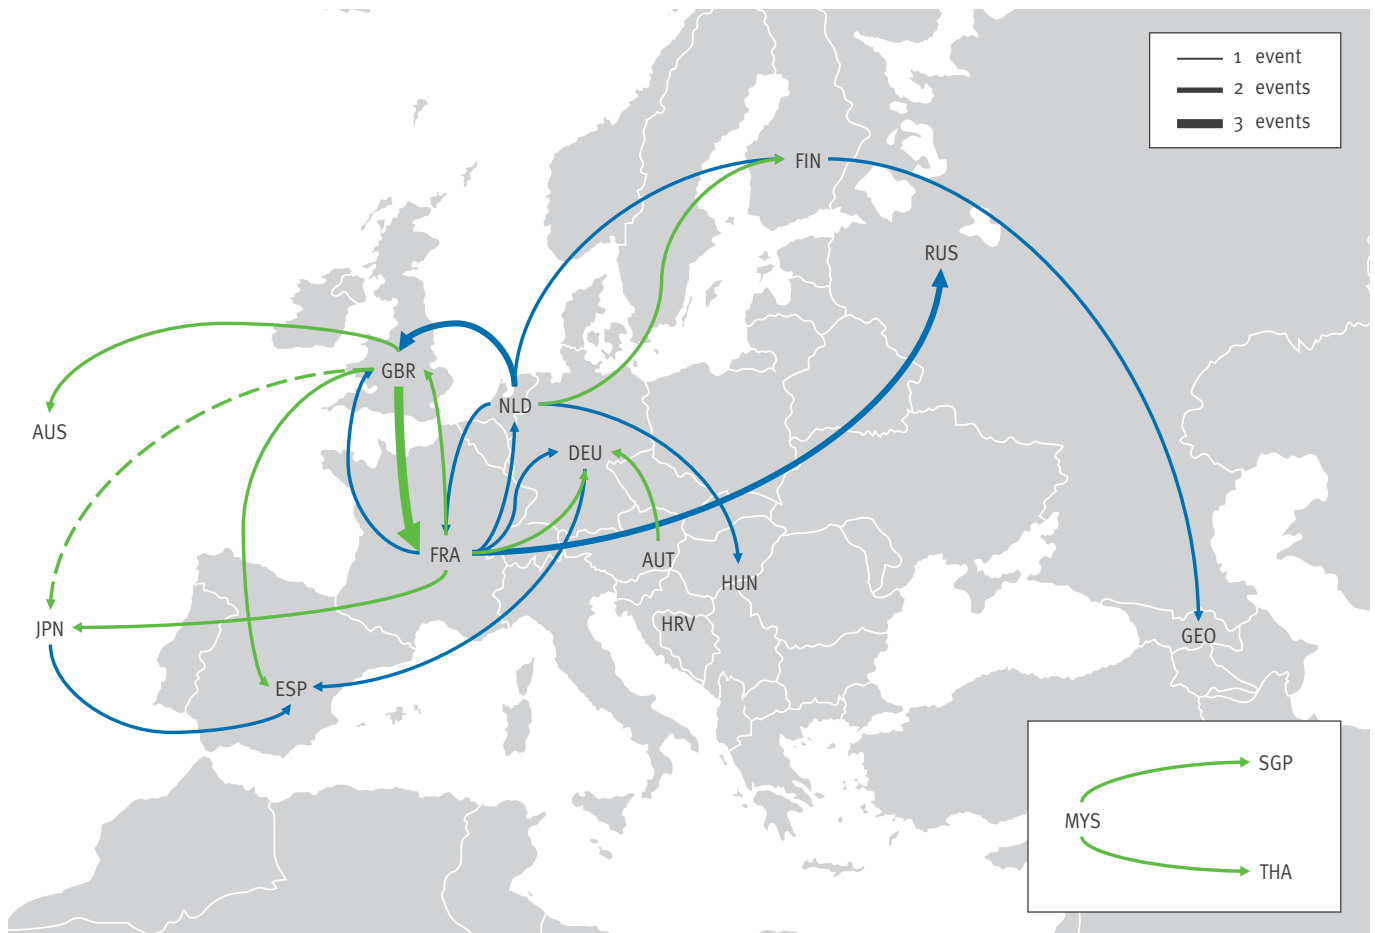 1 event
2 events
3 events
FIN
RUS
GBR
NLD
AUS
DEU
FRA
AUT
HUN
HRV
JPN
GEO
ESP
SGP
MYS
THA